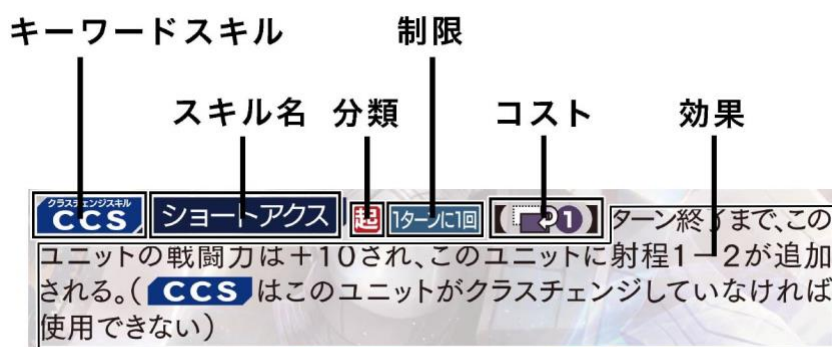 キーワードスキル 制限
スキル名 分類 コスト 効果
クラスチェンジスキル
CCS ショートアクス 起 1ターンに1回 【1】 ターン終了まで、この
ユニットの戦闘力は＋10され、このユニットに射程1－2が追加
される。（CCSはこのユニットがクラスチェンジしていなければ
使用できない）